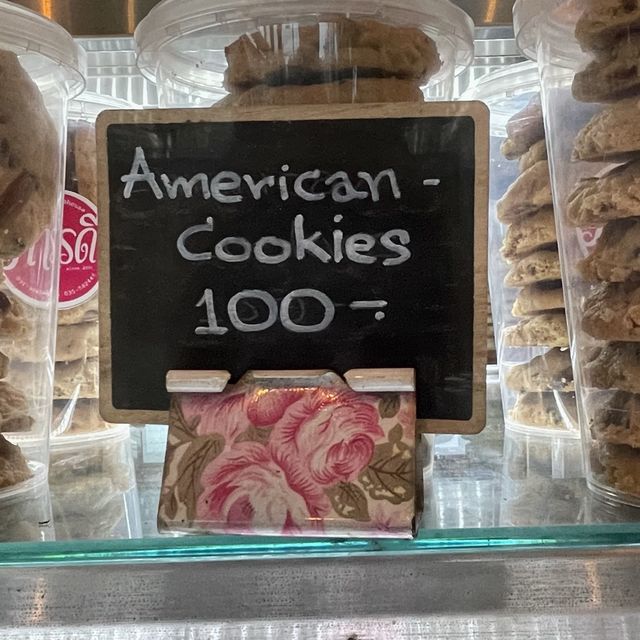 American -
Cookies
100.-